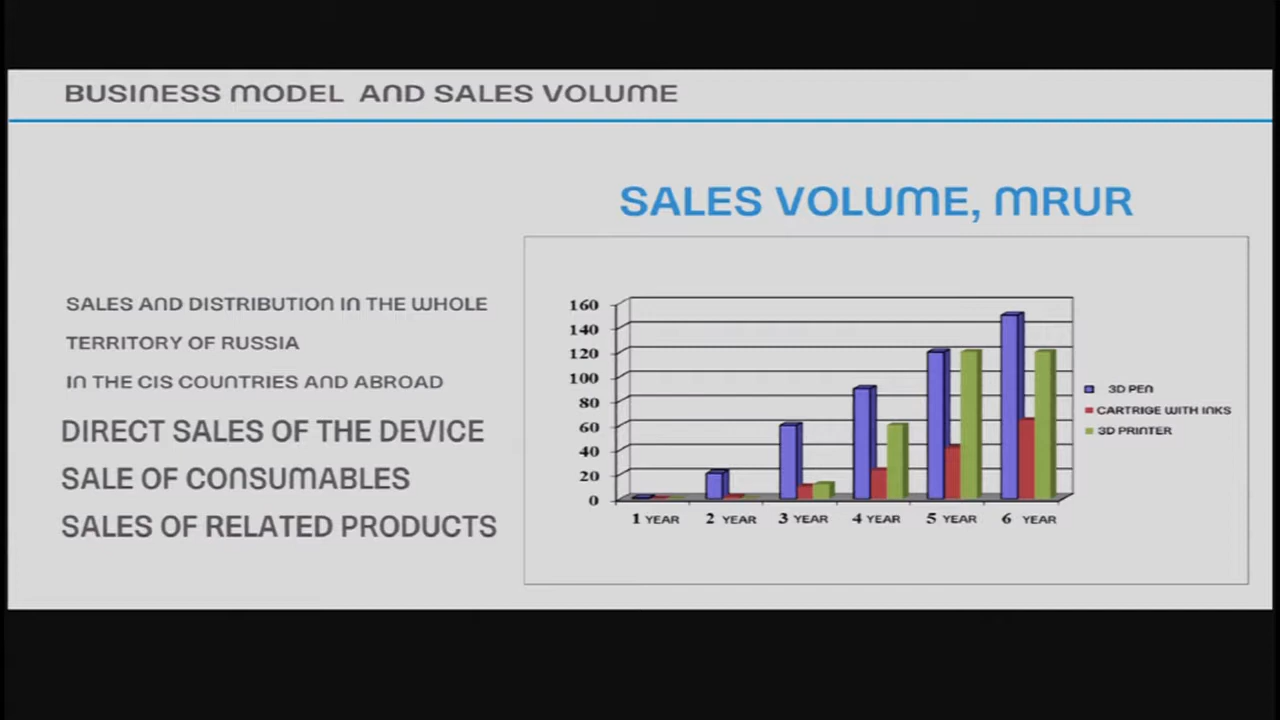 BUSINESS MODEL AND SALES VOLUME
SALES VOLUME, MRUR
SALES AND DISTRIBUTION IN THE WHOLE
TERRITORY OF RUSSIA
IN THE CIS COUNTRIES AND ABROAD
DIRECT SALES OF THE DEVICE
SALE OF CONSUMABLES
SALES OF RELATED PRODUCTS
160
140
120
100
80
60
40
20
0
1 YEAR 2 YEAR 3 YEAR 4 YEAR 5 YEAR 6 YEAR
3D PEN
CARTRIGE WITH INKS
3D PRINTER